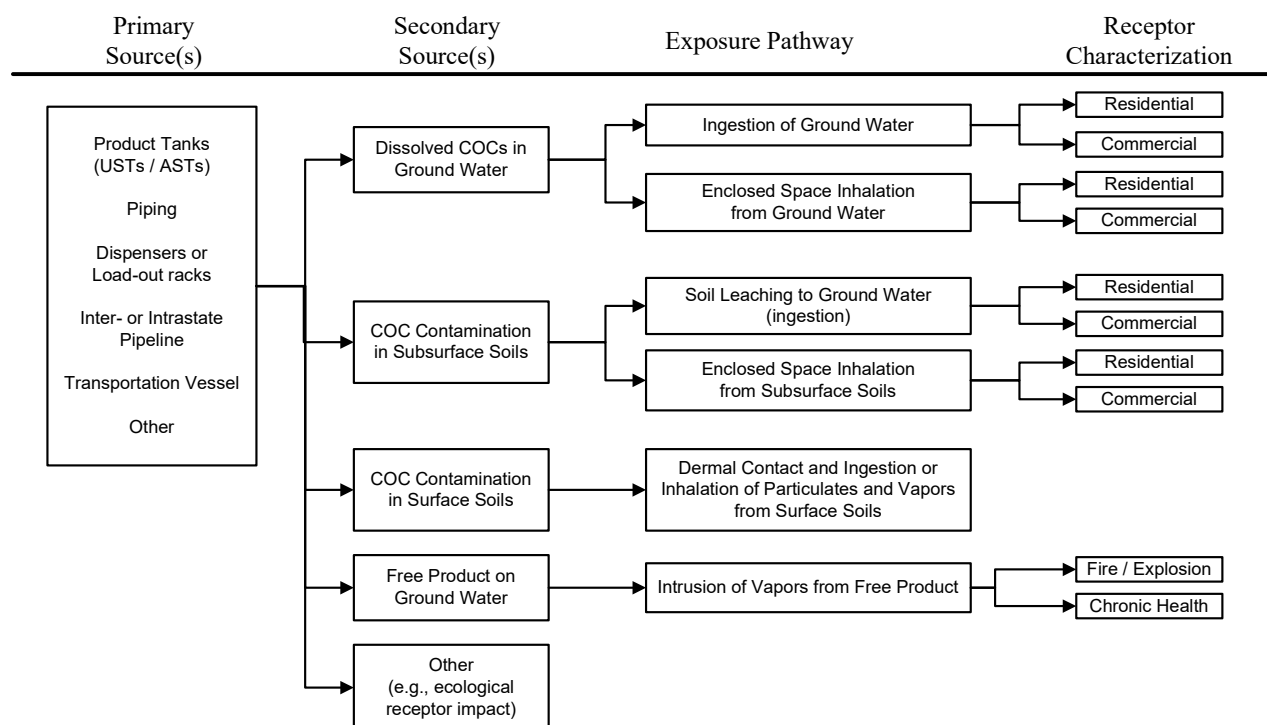 Primary
Source(s)
Secondary
Source(s)
Exposure Pathway
Receptor
Characterization
Product Tanks
(USTs / ASTs)
Piping
Dispensers or
Load-out racks
Inter- or Intrastate
Pipeline
Transportation Vessel
Other
Dissolved COCs in
Ground Water
Ingestion of Ground Water
Residential
Commercial
Enclosed Space Inhalation
from Ground Water
Residential
Commercial
COC Contamination
in Subsurface Soils
Soil Leaching to Ground Water
(ingestion)
Residential
Commercial
Enclosed Space Inhalation
from Subsurface Soils
Residential
Commercial
COC Contamination
in Surface Soils
Dermal Contact and Ingestion or
Inhalation of Particulates and Vapors
from Surface Soils
Free Product on
Ground Water
Intrusion of Vapors from Free Product
Fire / Explosion
Chronic Health
Other
(e.g., ecological
receptor impact)